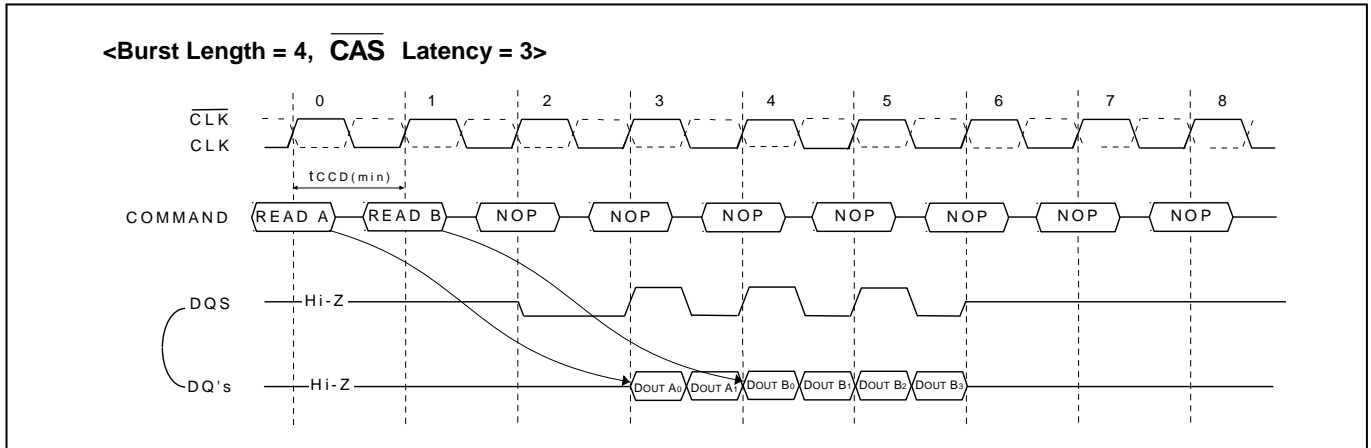 <Burst Length = 4, CAS Latency = 3>
0 1 2 3 4 5 6 7 8
CLK
CLK
tCCD(min)
COMMAND READ A READ B NOP NOP NOP NOP NOP NOP NOP
DQS Hi-Z
DQ's Hi-Z DOUT A0 DOUT A1 DOUT B0 DOUT B1 DOUT B2 DOUT B3